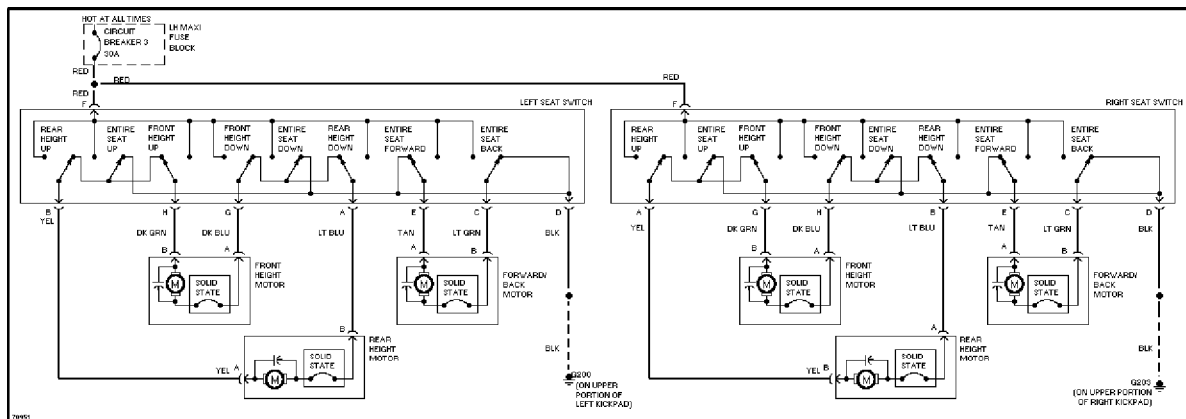 HOT AT ALL TIMES
CIRCUIT
BREAKER 3
30A
LH MAXI
FUSE
BLOCK
RED
RED
RED
RED
F
LEFT SEAT SWITCH
F
RIGHT SEAT SWITCH
REAR
HEIGHT
UP
ENTIRE
SEAT
UP
FRONT
HEIGHT
UP
FRONT
HEIGHT
DOWN
ENTIRE
SEAT
DOWN
REAR
HEIGHT
DOWN
ENTIRE
SEAT
FORWARD
ENTIRE
SEAT
BACK
REAR
HEIGHT
UP
ENTIRE
SEAT
UP
FRONT
HEIGHT
UP
FRONT
HEIGHT
DOWN
ENTIRE
SEAT
DOWN
REAR
HEIGHT
DOWN
ENTIRE
SEAT
FORWARD
ENTIRE
SEAT
BACK
B H G A E C D
A G H B E C D
YEL DK GRN DK BLU LT BLU TAN LT GRN BLK
YEL DK GRN DK BLU LT BLU TAN LT GRN BLK
B A
A B
B A
A B
M
SOLID
STATE
FRONT
HEIGHT
MOTOR
M
SOLID
STATE
FORWARD/
BACK
MOTOR
M
SOLID
STATE
FRONT
HEIGHT
MOTOR
M
SOLID
STATE
FORWARD/
BACK
MOTOR
B
REAR
HEIGHT
MOTOR
SOLID
STATE
YEL A
M
BLK
G200
(ON UPPER
PORTION OF
LEFT KICKPAD)
A
REAR
HEIGHT
MOTOR
SOLID
STATE
YEL B
M
BLK
G203
(ON UPPER PORTION
OF RIGHT KICKPAD)
78951